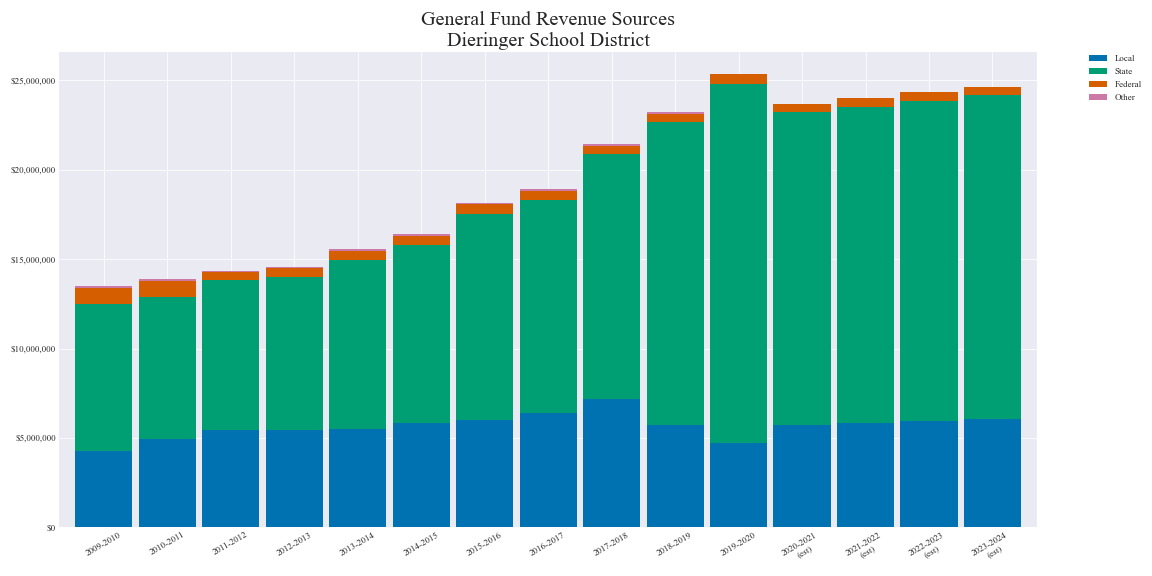 General Fund Revenue Sources
Dieringer School District
Local
State
Federal
Other
$25,000,000
$20,000,000
$15,000,000
$10,000,000
$5,000,000
$0
2009-2010
2010-2011
2011-2012
2012-2013
2013-2014
2014-2015
2015-2016
2016-2017
2017-2018
2018-2019
2019-2020
2020-2021
(est)
2021-2022
(est)
2022-2023
(est)
2023-2024
(est)